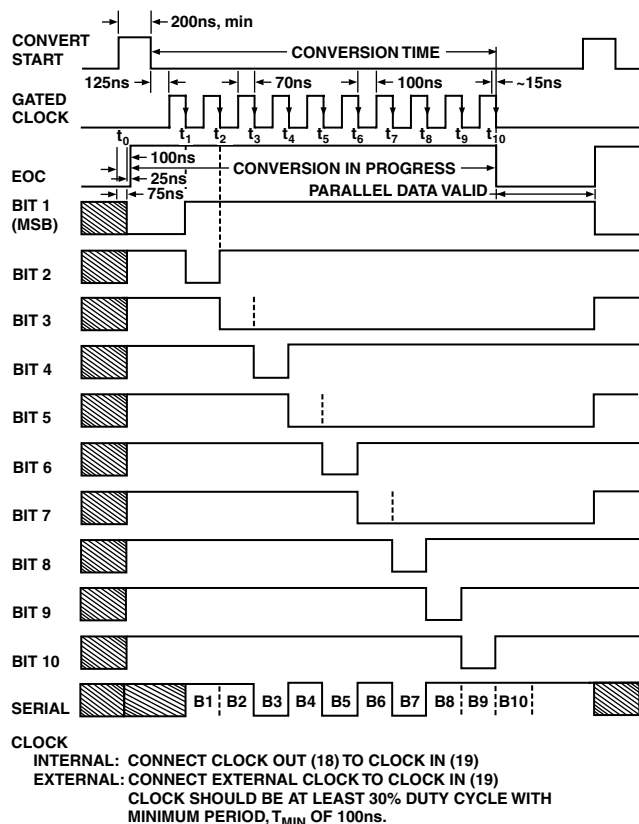 200ns, min
CONVERT START
CONVERSION TIME
125ns
70ns
100ns
~15ns
GATED CLOCK
t0 t1 t2 t3 t4 t5 t6 t7 t8 t9 t10
100ns
EOC
CONVERSION IN PROGRESS
25ns
PARALLEL DATA VALID
75ns
BIT 1 (MSB)
BIT 2
BIT 3
BIT 4
BIT 5
BIT 6
BIT 7
BIT 8
BIT 9
BIT 10
SERIAL
B1 B2 B3 B4 B5 B6 B7 B8 B9 B10
CLOCK
INTERNAL: CONNECT CLOCK OUT (18) TO CLOCK IN (19)
EXTERNAL: CONNECT EXTERNAL CLOCK TO CLOCK IN (19)
CLOCK SHOULD BE AT LEAST 30% DUTY CYCLE WITH
MINIMUM PERIOD, TMIN OF 100ns.